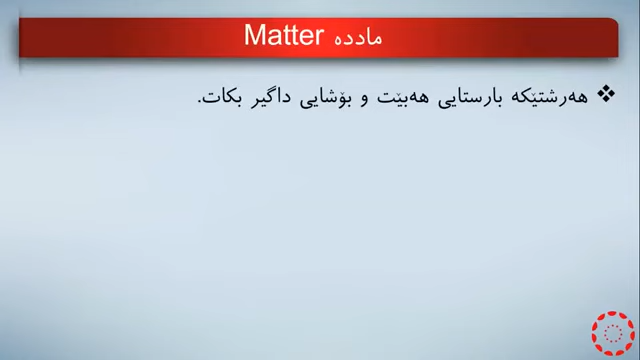 ماددە Matter
❖ هەرشتێکە بارستایی هەبێت و بۆشایی داگیر بکات.